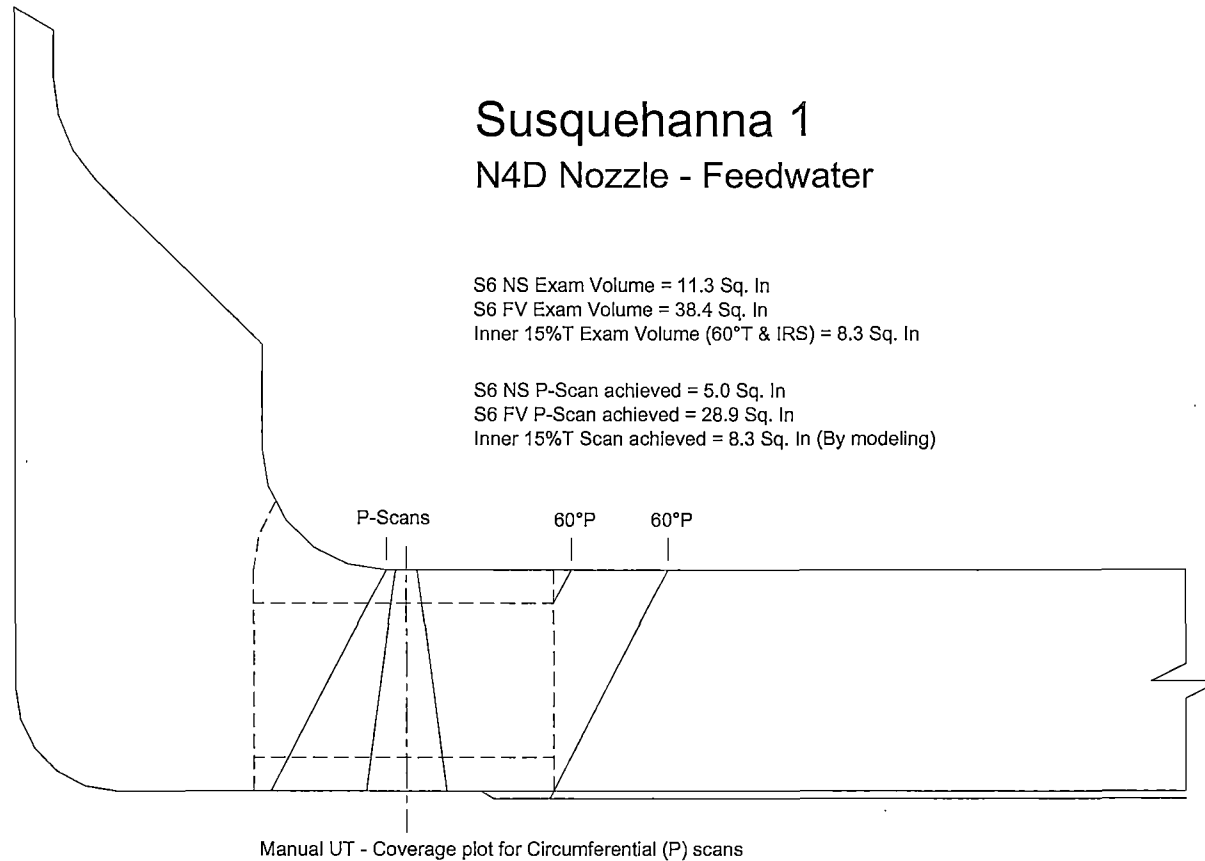 Susquehanna 1
N4D Nozzle - Feedwater
S6 NS Exam Volume = 11.3 Sq. In
S6 FV Exam Volume = 38.4 Sq. In
Inner 15%T Exam Volume (60°T & IRS) = 8.3 Sq. In
S6 NS P-Scan achieved = 5.0 Sq. In
S6 FV P-Scan achieved = 28.9 Sq. In
Inner 15%T Scan achieved = 8.3 Sq. In (By modeling)
P-Scans 60°P 60°P
Manual UT - Coverage plot for Circumferential (P) scans